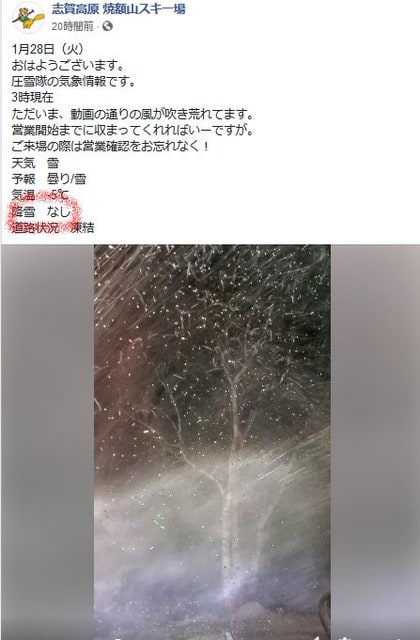 志賀高原 焼額山スキー場
20時間前・
1月28日（火）
おはようございます。
圧雪隊の気象情報です。
3時現在
ただいま、動画の通りの風が吹き荒れてます。
営業開始までに収まってくれればいーですが。
ご来場の際は営業確認をお忘れなく！
天気　雪
予報　曇り/雪
気温　-5℃
降雪　なし
道路状況　凍結